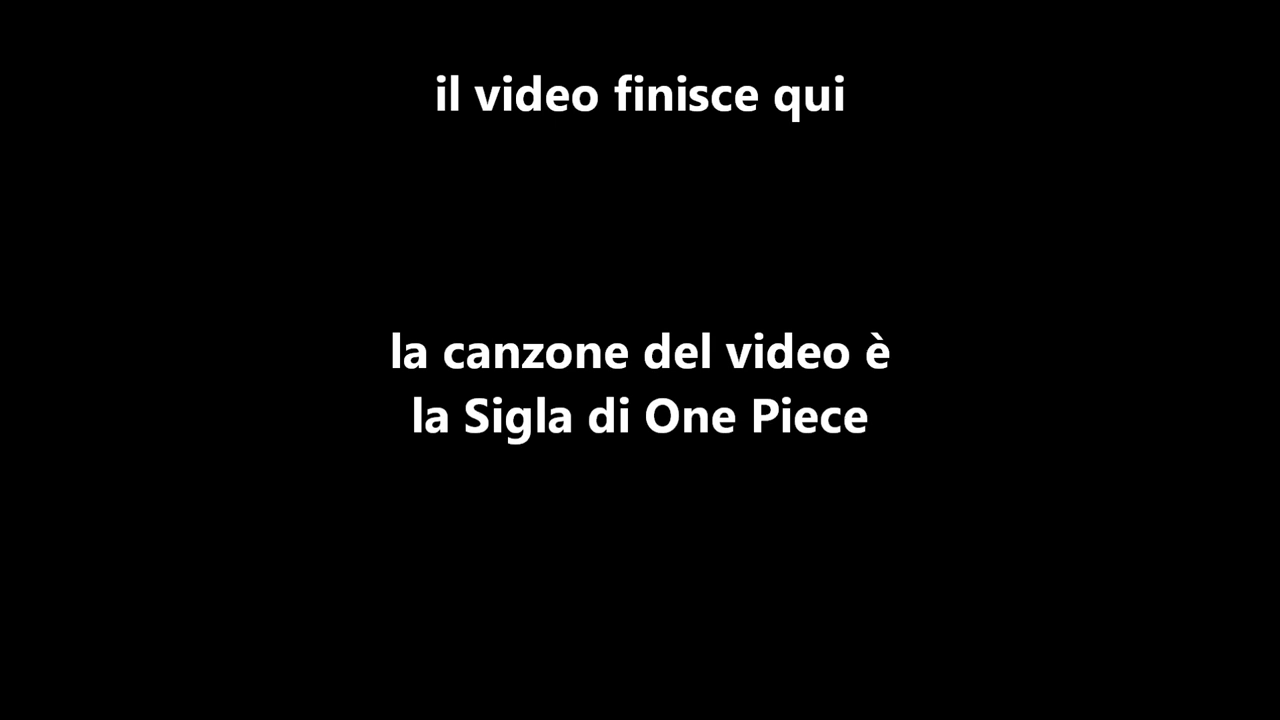 il video finisce qui
la canzone del video è
la Sigla di One Piece